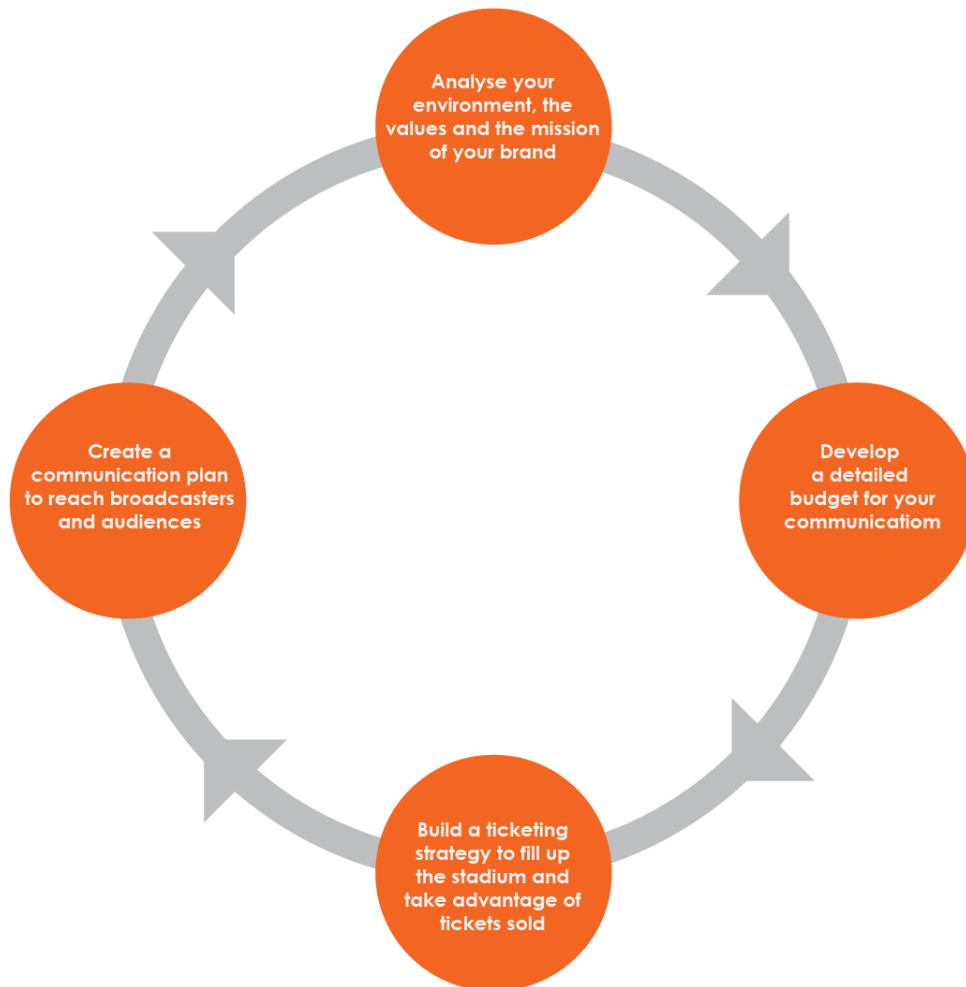 Analyse your
environment, the
values and the mission
of your brand
Develop
a detailed
budget for your
communicatiom
Build a ticketing
strategy to fill up
the stadium and
take advantage of
tickets sold
Create a
communication plan
to reach broadcasters
and audiences